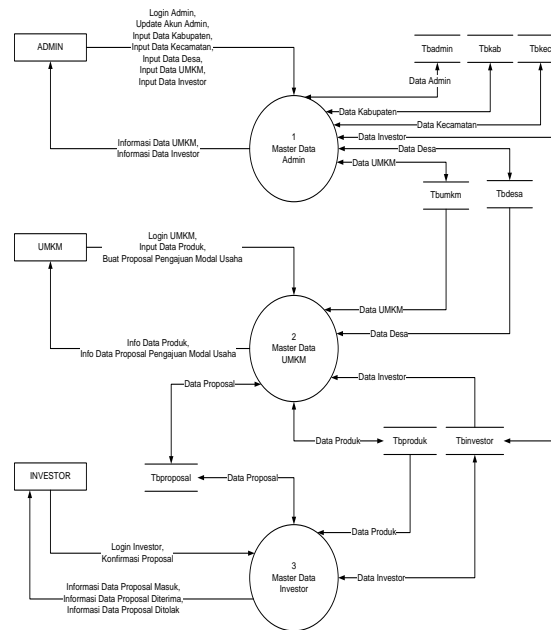 Login Admin,
Update Akun Admin,
Input Data Kabupaten,
Input Data Kecamatan,
Input Data Desa,
Input Data UMKM,
Input Data Investor
ADMIN
Tbadmin
Tbkab
Tbkec
Data Admin
Data Kabupaten
Data Kecamatan
Data Investor
Data Desa
Data UMKM
1
Master Data
Admin
Informasi Data UMKM,
Informasi Data Investor
Tbumkm
Tbdesa
UMKM
Login UMKM,
Input Data Produk,
Buat Proposal Pengajuan Modal Usaha
Data UMKM
Data Desa
2
Master Data
UMKM
Info Data Produk,
Info Data Proposal Pengajuan Modal Usaha
Data Investor
Data Proposal
Data Produk
Tbproduk
Tbinvestor
INVESTOR
Tbproposal
Data Proposal
Data Produk
Login Investor,
Konfirmasi Proposal
3
Master Data
Investor
Data Investor
Informasi Data Proposal Masuk,
Informasi Data Proposal Diterima,
Informasi Data Proposal Ditolak